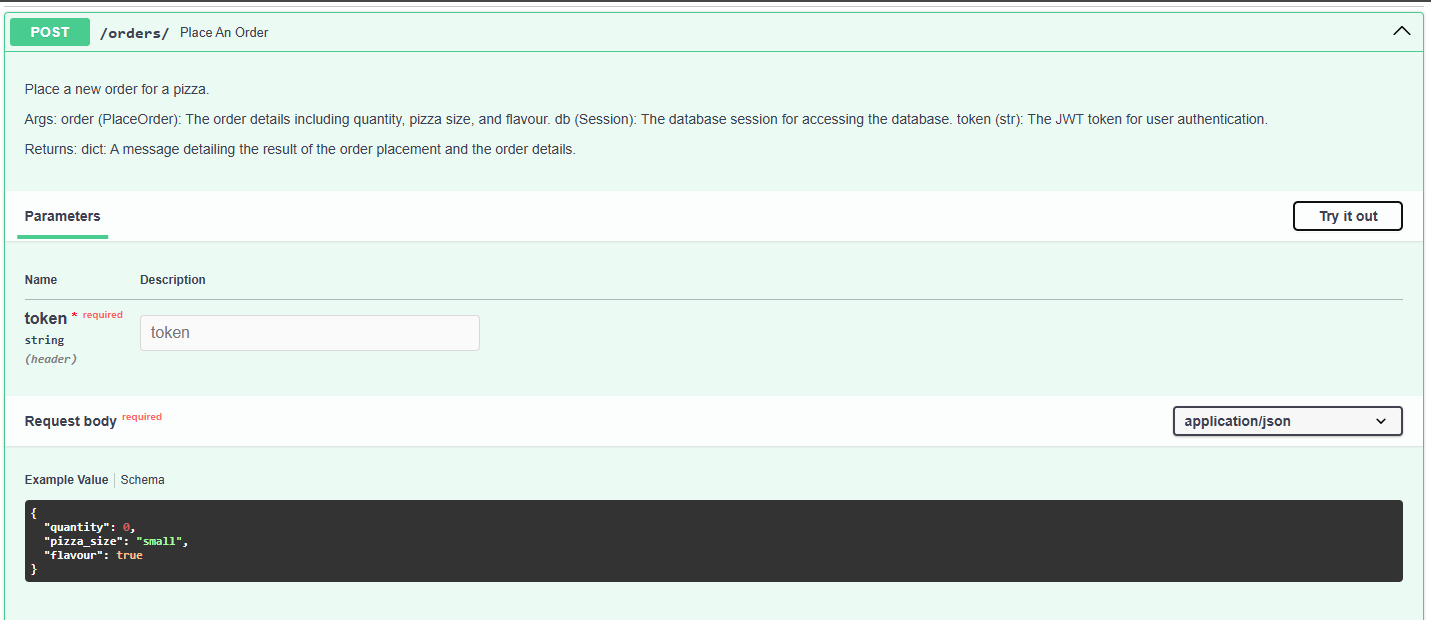 POST /orders/ Place An Order
Place a new order for a pizza.
Args: order (PlaceOrder): The order details including quantity, pizza size, and flavour. db (Session): The database session for accessing the database. token (str): The JWT token for user authentication.
Returns: dict: A message detailing the result of the order placement and the order details.
Parameters Try it out
Name Description
token * required token
string
(header)
Request body required application/json
Example Value Schema
{
  "quantity": 0,
  "pizza_size": "small",
  "flavour": true
}